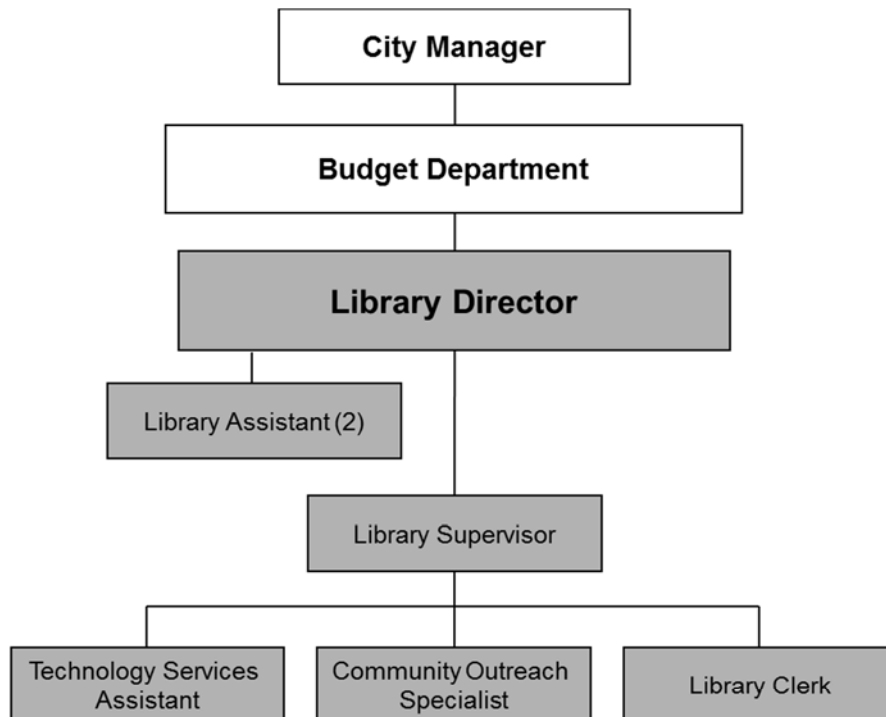 City Manager
Budget Department
Library Director
Library Assistant (2)
Library Supervisor
Technology Services
Assistant
Community Outreach
Specialist
Library Clerk